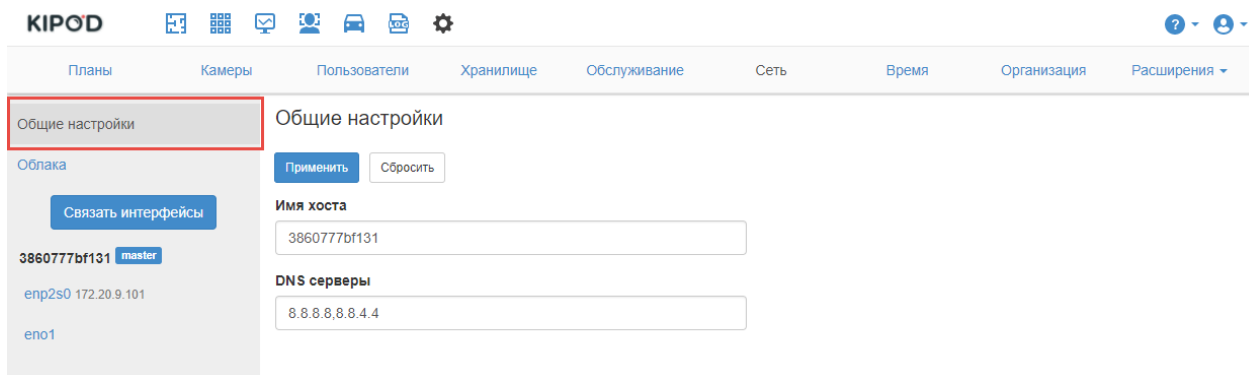 KIPOD
Планы Камеры Пользователи Хранилище Обслуживание Сеть Время Организация Расширения
Общие настройки
Общие настройки
Облака
Применить Сбросить
Связать интерфейсы
Имя хоста
3860777bf131
3860777bf131 master
DNS серверы
enp2s0 172.20.9.101
8.8.8.8,8.8.4.4
eno1